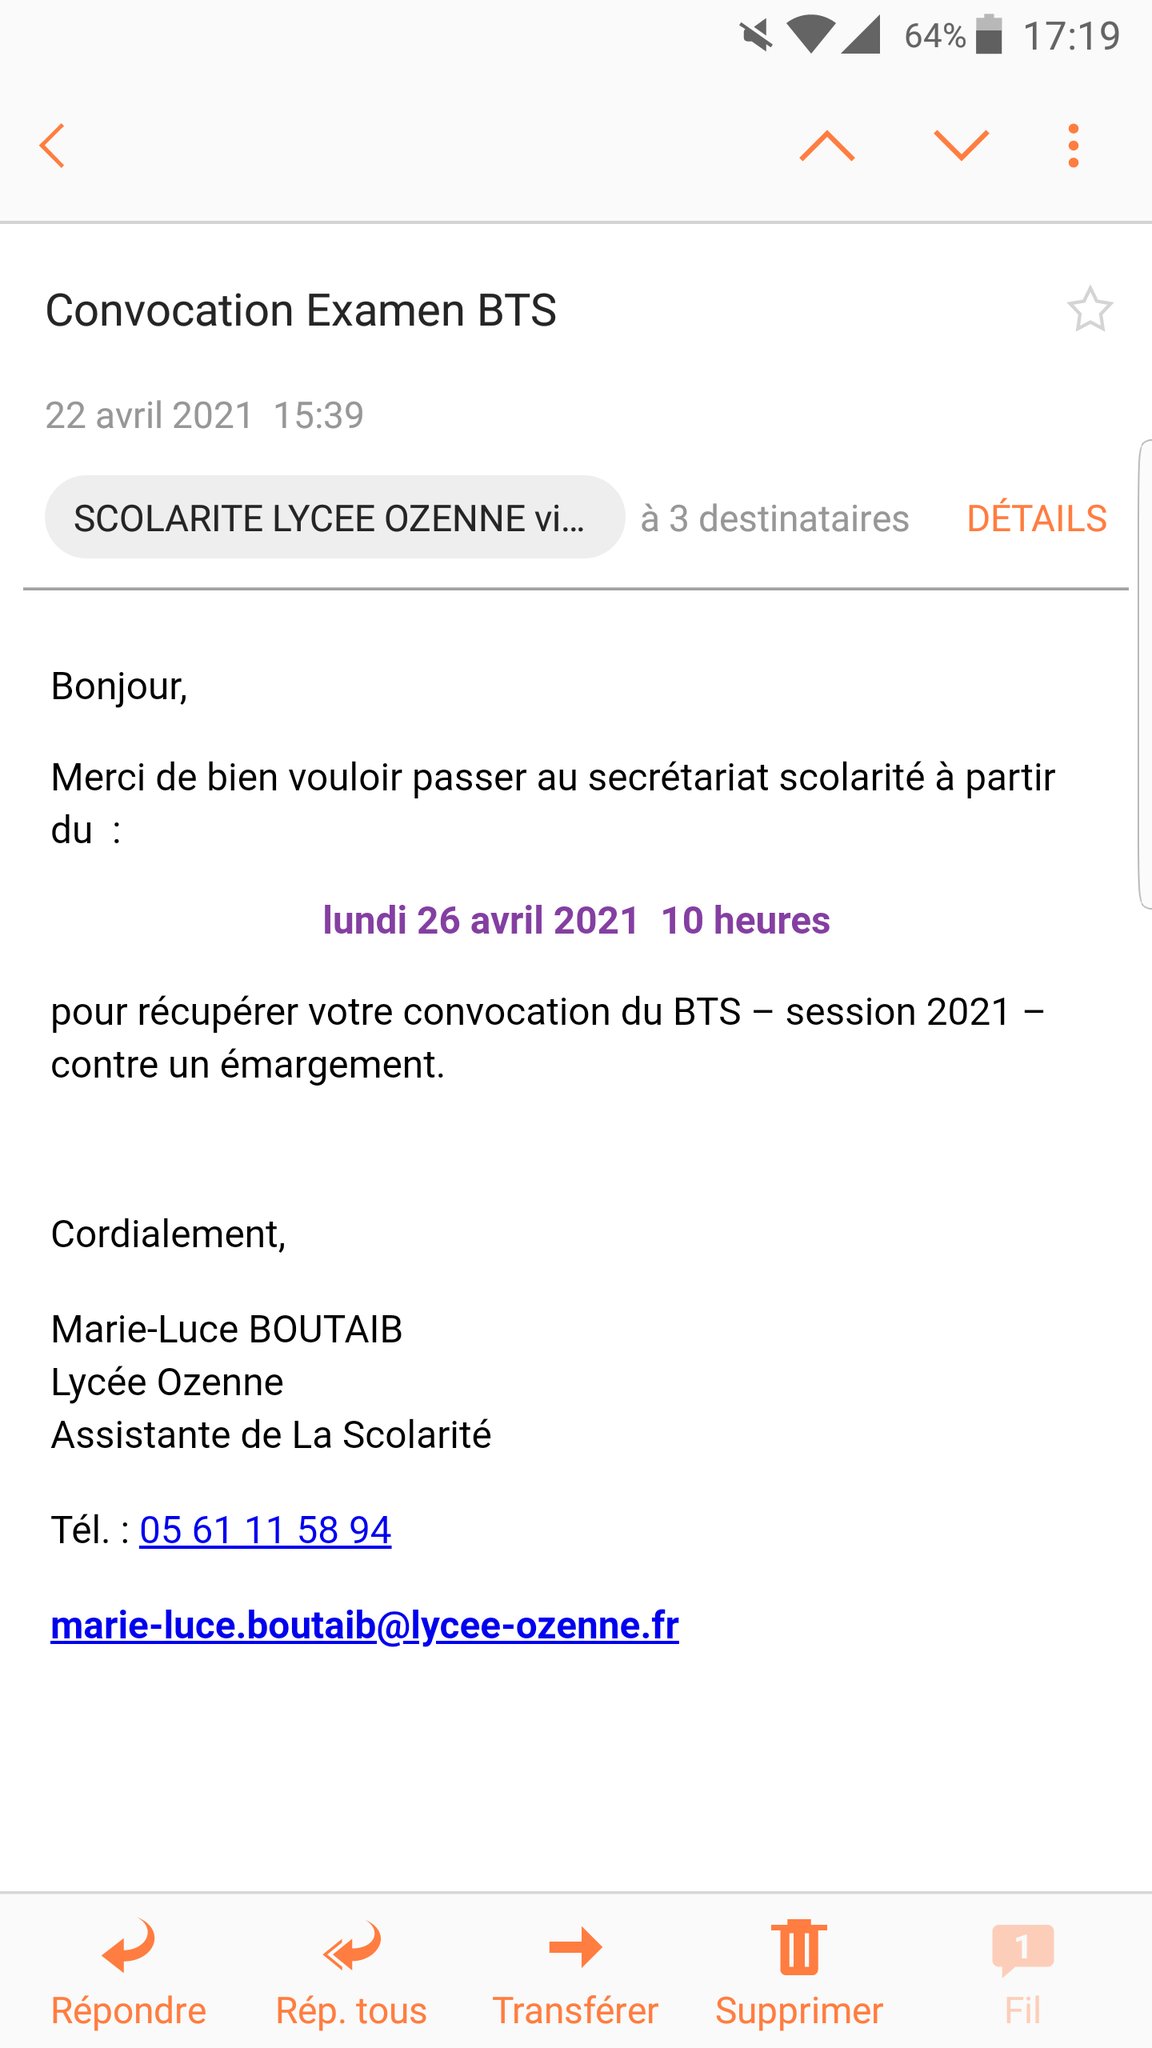 64% 17:19
Convocation Examen BTS
22 avril 2021  15:39
SCOLARITE LYCEE OZENNE vi... à 3 destinataires DÉTAILS
Bonjour,
Merci de bien vouloir passer au secrétariat scolarité à partir
du  :
lundi 26 avril 2021  10 heures
pour récupérer votre convocation du BTS – session 2021 –
contre un émargement.
Cordialement,
Marie-Luce BOUTAIB
Lycée Ozenne
Assistante de La Scolarité
Tél. : 05 61 11 58 94
marie-luce.boutaib@lycee-ozenne.fr
1
Répondre Rép. tous Transférer Supprimer Fil